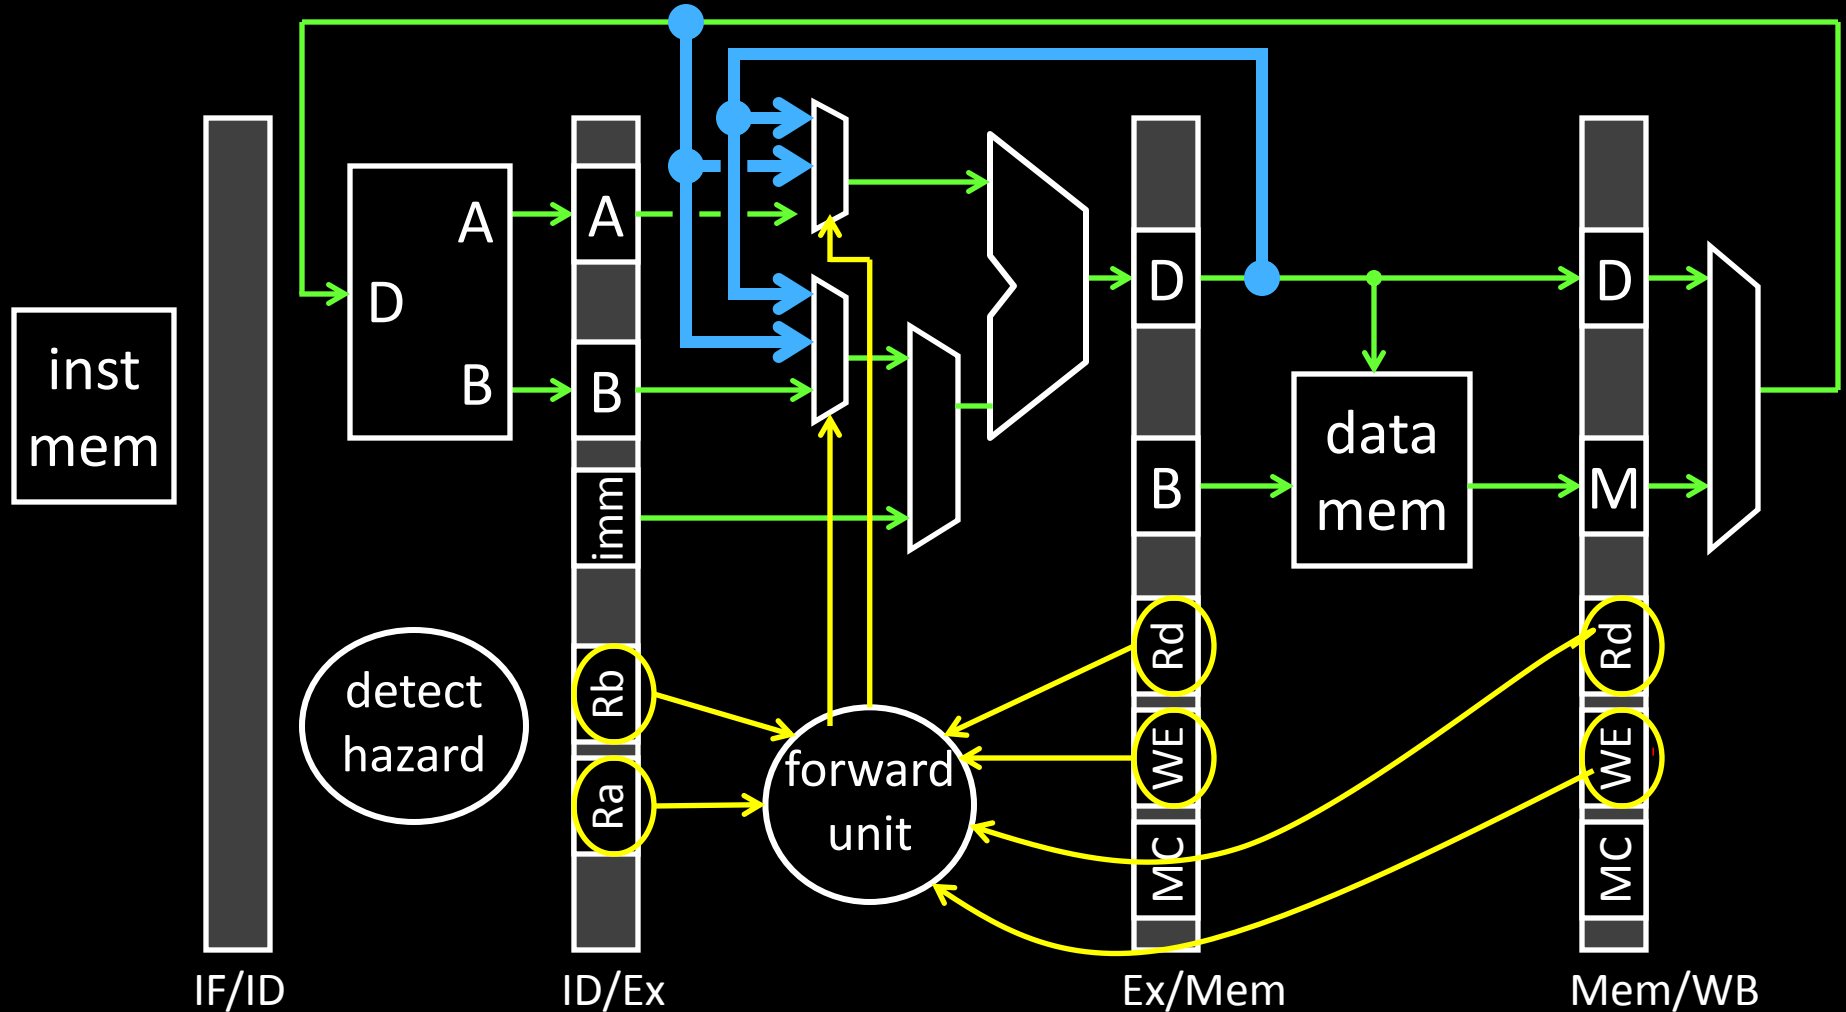 inst
mem
D
A
B
A
B
imm
Rb
Ra
detect
hazard
forward
unit
D
B
Rd
WE
MC
data
mem
D
M
Rd
WE
MC
IF/ID
ID/Ex
Ex/Mem
Mem/WB